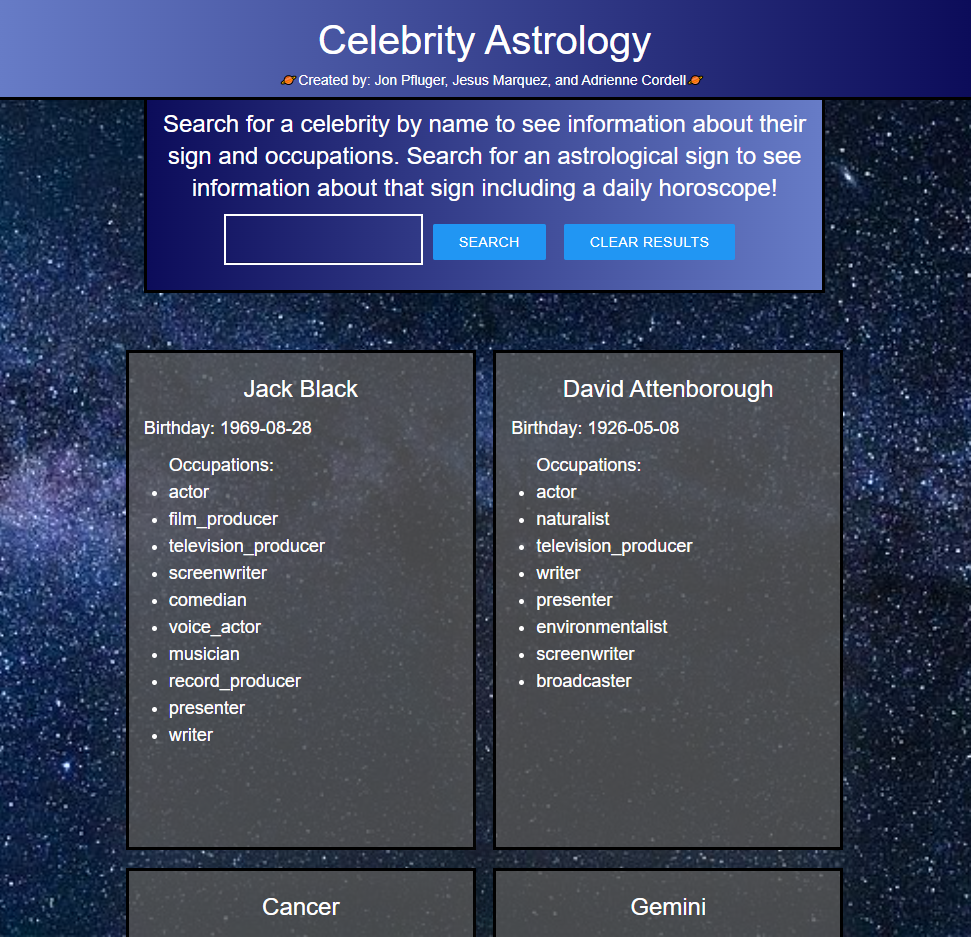 Celebrity Astrology
🪐Created by: Jon Pfluger, Jesus Marquez, and Adrienne Cordell🪐
Search for a celebrity by name to see information about their
sign and occupations. Search for an astrological sign to see
information about that sign including a daily horoscope!
SEARCH
CLEAR RESULTS
Jack Black
Birthday: 1969-08-28
Occupations:
actor
film_producer
television_producer
screenwriter
comedian
voice_actor
musician
record_producer
presenter
writer
David Attenborough
Birthday: 1926-05-08
Occupations:
actor
naturalist
television_producer
writer
presenter
environmentalist
screenwriter
broadcaster
Cancer
Gemini